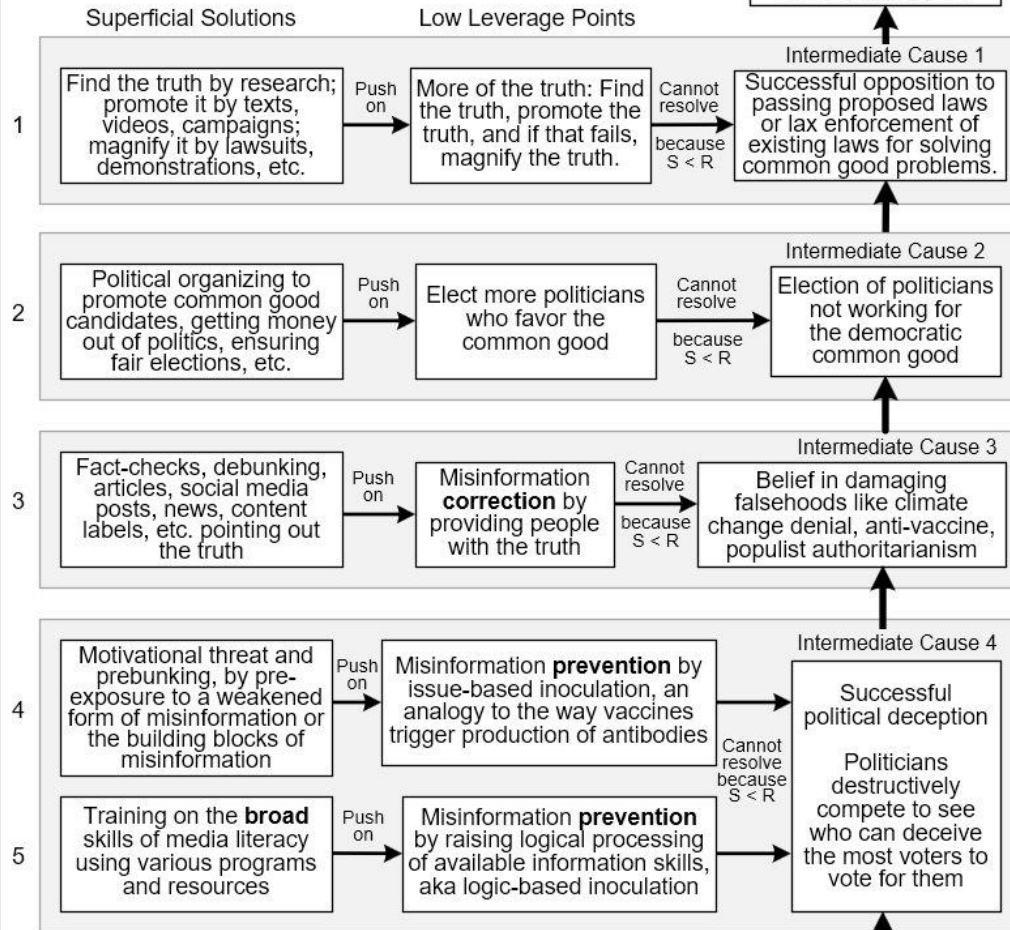 Superficial Solutions
Low Leverage Points
1
Find the truth by research;
promote it by texts,
videos, campaigns;
magnify it by lawsuits,
demonstrations, etc.
Push
on
More of the truth: Find
the truth, promote the
truth, and if that fails,
magnify the truth.
Cannot
resolve
because
S < R
Intermediate Cause 1
Successful opposition to
passing proposed laws
or lax enforcement of
existing laws for solving
common good problems.
2
Political organizing to
promote common good
candidates, getting money
out of politics, ensuring
fair elections, etc.
Push
on
Elect more politicians
who favor the
common good
Cannot
resolve
because
S < R
Intermediate Cause 2
Election of politicians
not working for
the democratic
common good
3
Fact-checks, debunking,
articles, social media
posts, news, content
labels, etc. pointing out
the truth
Push
on
Misinformation
correction by
providing people
with the truth
Cannot
resolve
because
S < R
Intermediate Cause 3
Belief in damaging
falsehoods like climate
change denial, anti-vaccine,
populist authoritarianism
4
Motivational threat and
prebunking, by pre-
exposure to a weakened
form of misinformation or
the building blocks of
misinformation
Push
on
Misinformation prevention by
issue-based inoculation, an
analogy to the way vaccines
trigger production of antibodies
Cannot
resolve
because
S < R
Intermediate Cause 4
Successful
political deception
Politicians
destructively
compete to see
who can deceive
the most voters to
vote for them
5
Training on the broad
skills of media literacy
using various programs
and resources
Push
on
Misinformation prevention
by raising logical processing
of available information skills,
aka logic-based inoculation